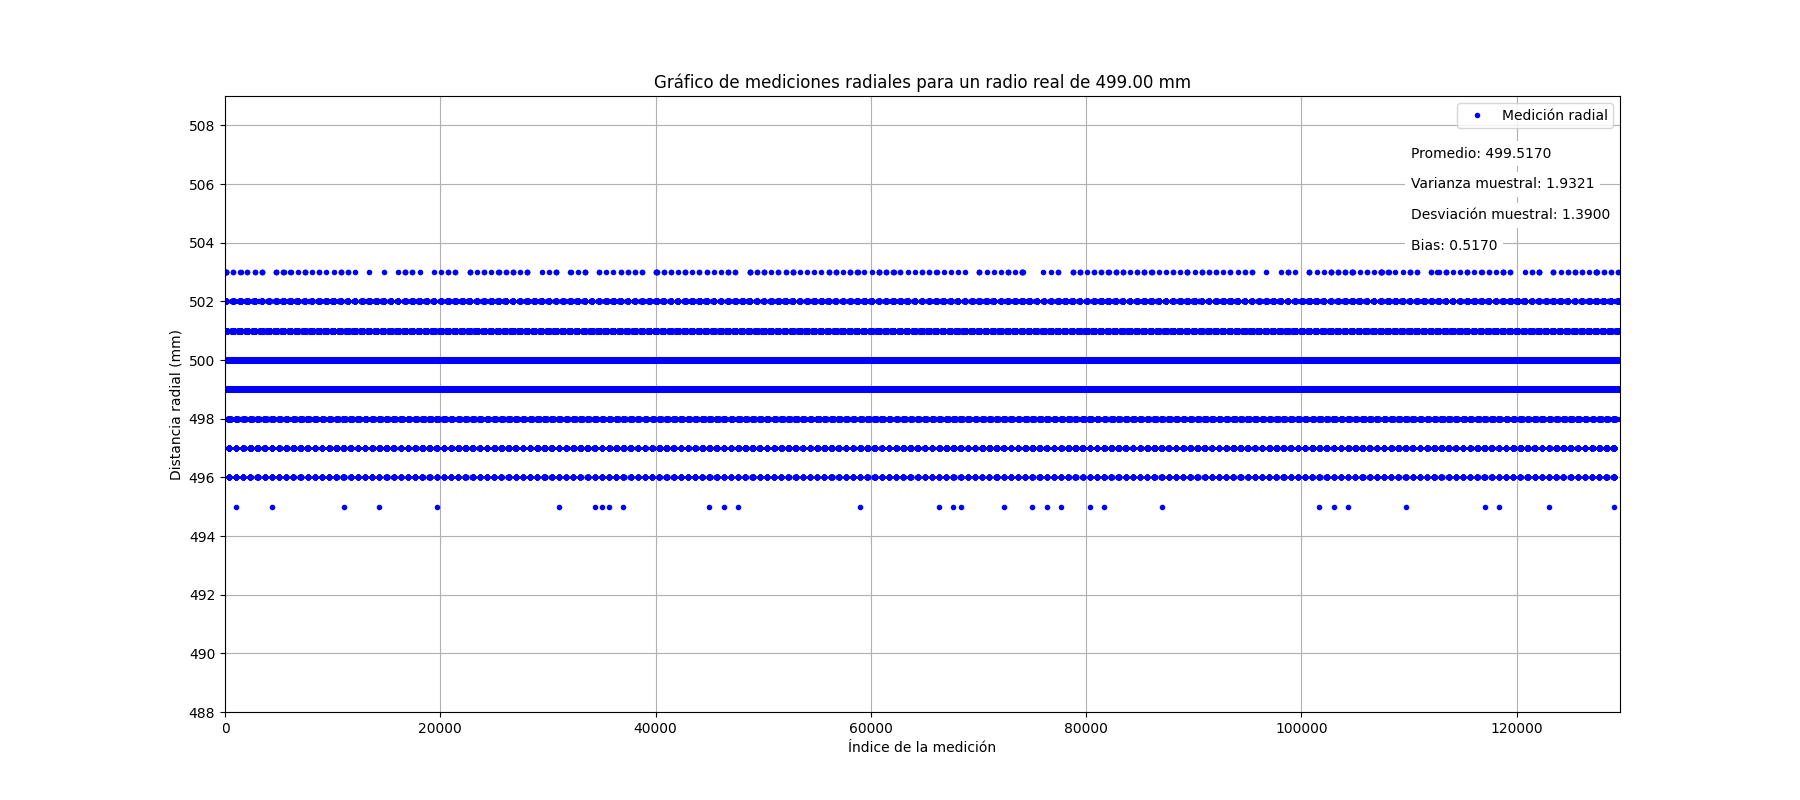 Gráfico de mediciones radiales para un radio real de 499.00 mm
Medición radial
Promedio: 499.5170
Varianza muestral: 1.9321
Desviación muestral: 1.3900
Bias: 0.5170
Distancia radial (mm)
508
506
504
502
500
498
496
494
492
490
488
0 20000 40000 60000 80000 100000 120000
Índice de la medición